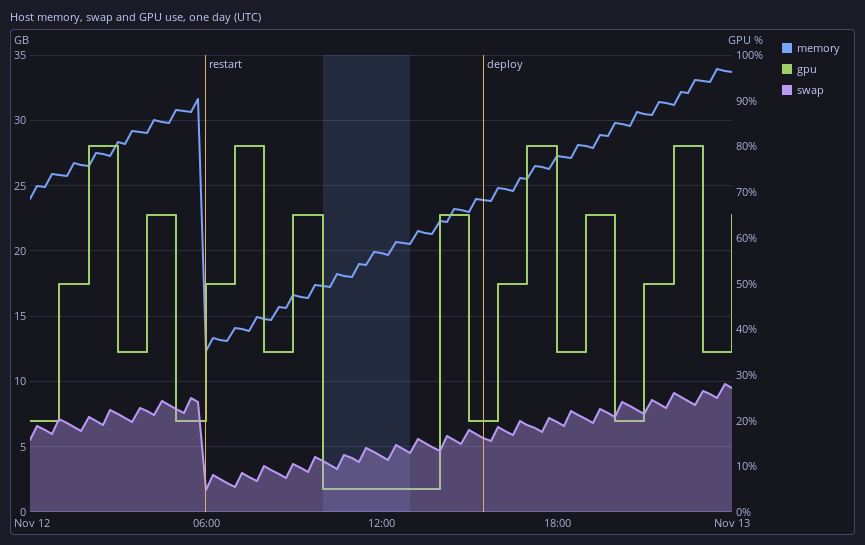 Host memory, swap and GPU use, one day (UTC)
GB
GPU %
35
30
25
20
15
10
5
0
restart
deploy
100%
90%
80%
70%
60%
50%
40%
30%
20%
10%
0%
memory
gpu
swap
Nov 12
06:00
12:00
18:00
Nov 13